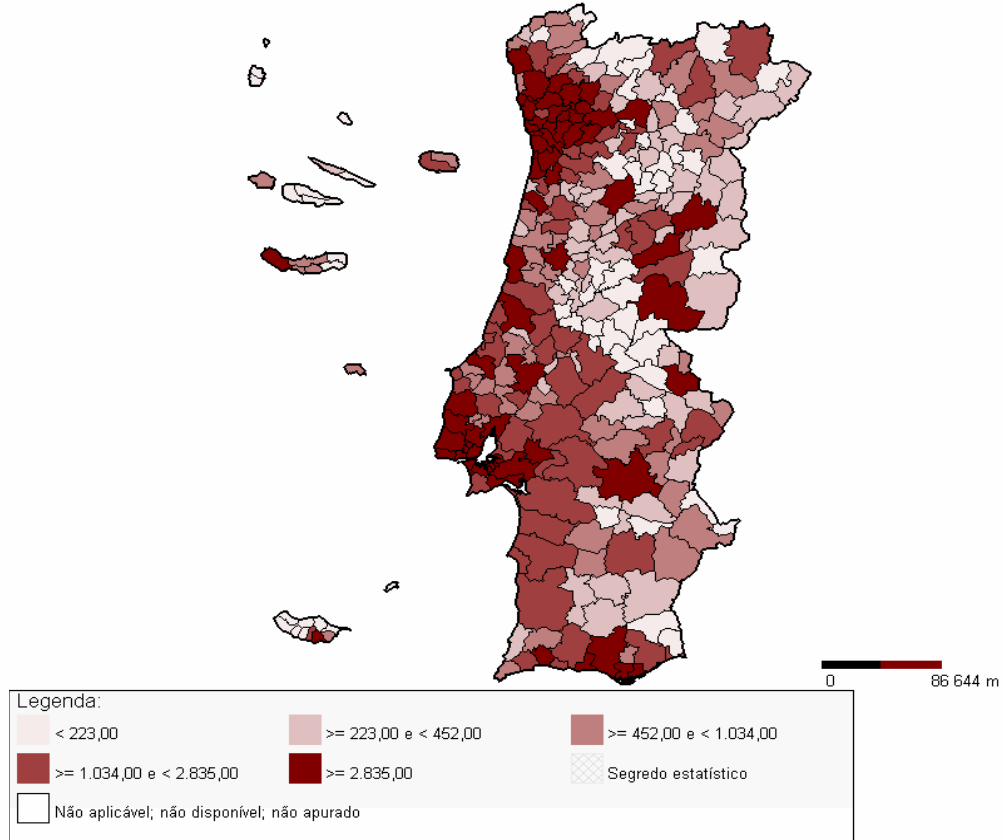 0 86 644 m
Legenda:
< 223,00 >= 223,00 e < 452,00 >= 452,00 e < 1.034,00
>= 1.034,00 e < 2.835,00 >= 2.835,00 Segredo estatístico
Não aplicável; não disponível; não apurado